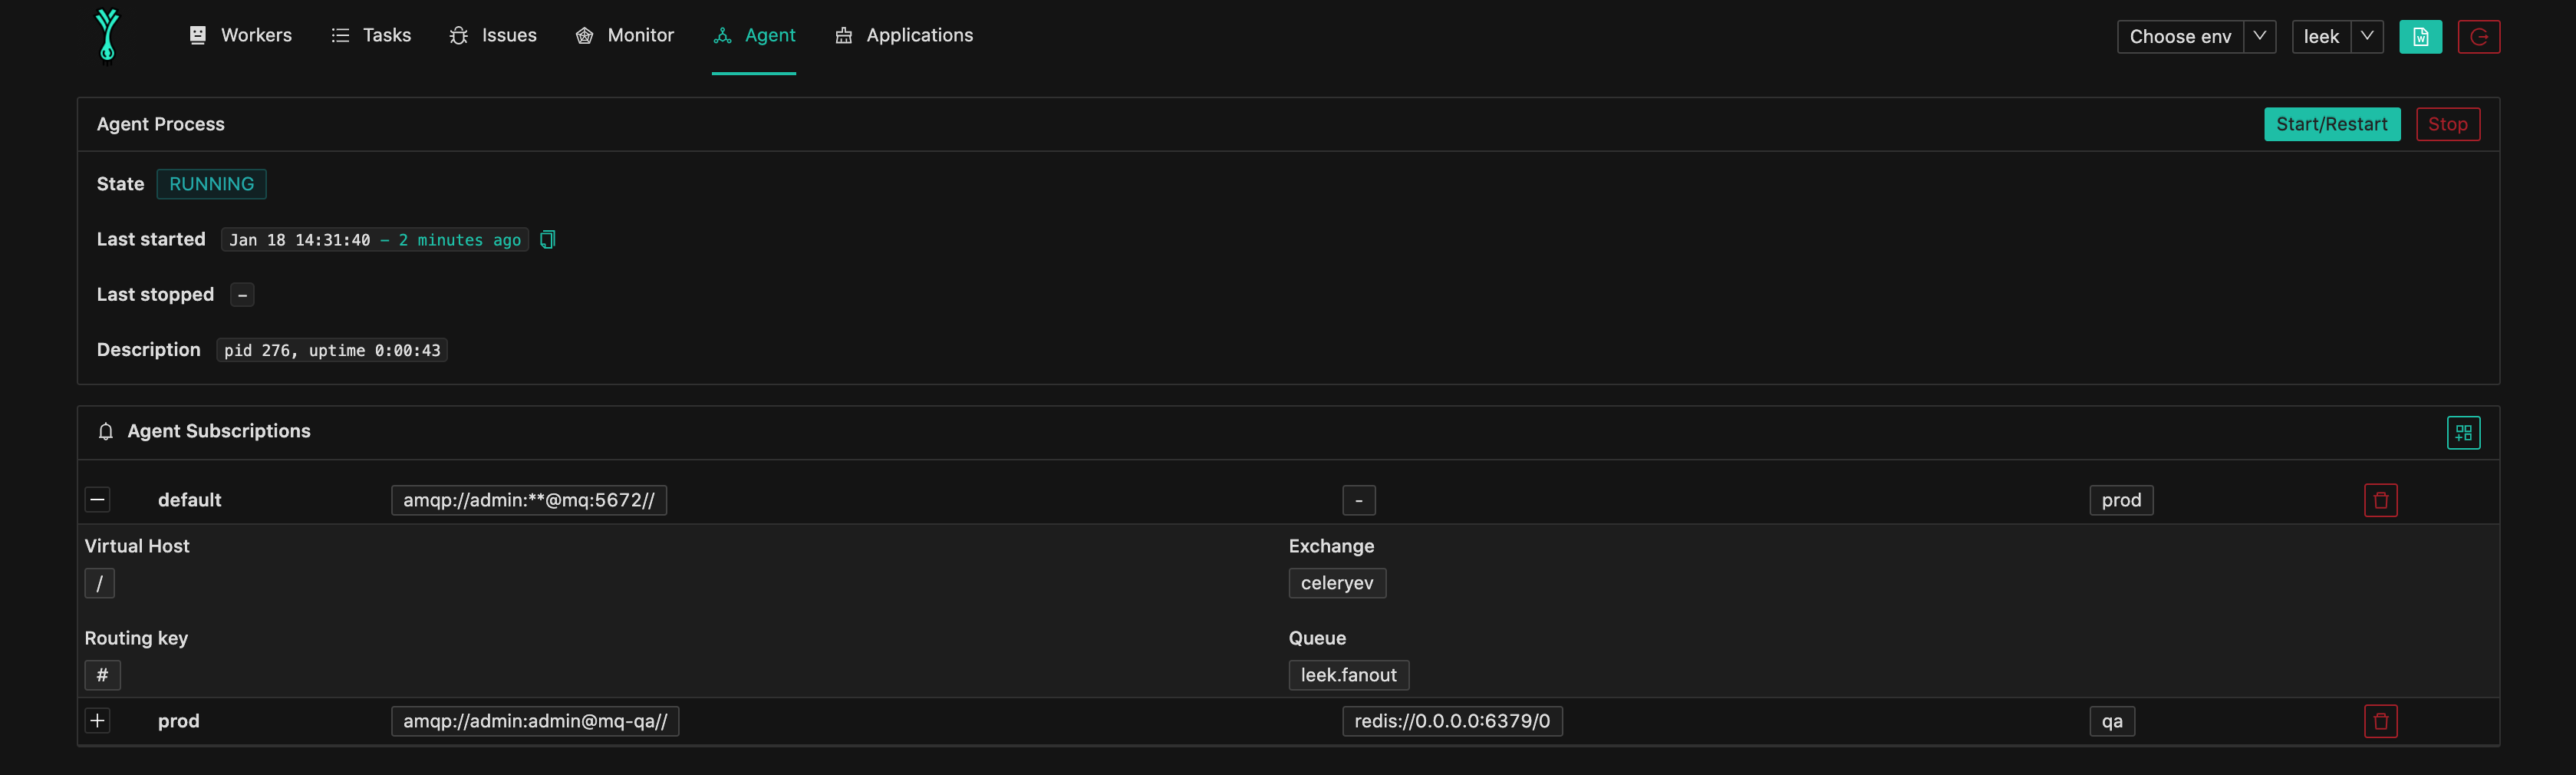 Workers Tasks Issues Monitor Agent Applications Choose env leek
Agent Process Start/Restart Stop
State RUNNING
Last started Jan 18 14:31:40 – 2 minutes ago
Last stopped –
Description pid 276, uptime 0:00:43
Agent Subscriptions
default amqp://admin:**@mq:5672// - prod
Virtual Host Exchange
/ celeryev
Routing key Queue
# leek.fanout
prod amqp://admin:admin@mq-qa// redis://0.0.0.0:6379/0 qa